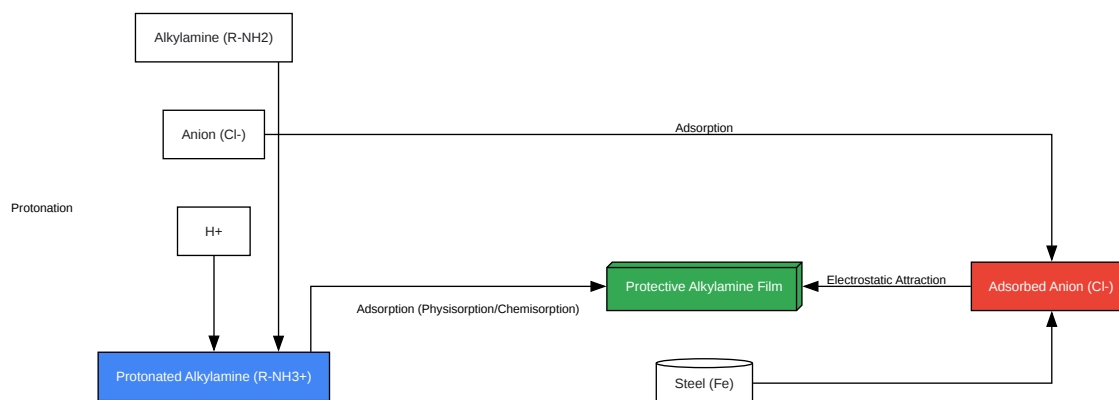 Alkylamine (R-NH2)
Anion (Cl-)
Adsorption
Protonation
H+
Protective Alkylamine Film
Electrostatic Attraction
Adsorbed Anion (Cl-)
Adsorption (Physisorption/Chemisorption)
Protonated Alkylamine (R-NH3+)
Steel (Fe)